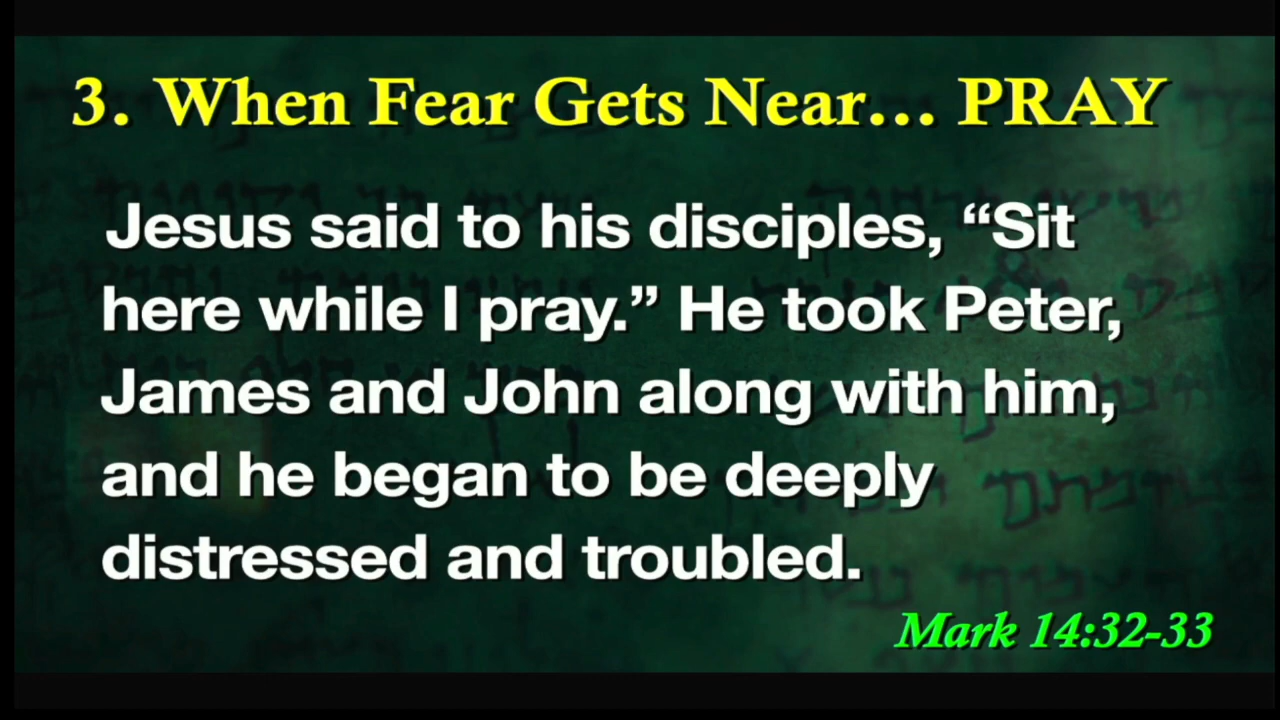 3. When Fear Gets Near... PRAY
Jesus said to his disciples, “Sit
here while I pray.” He took Peter,
James and John along with him,
and he began to be deeply
distressed and troubled.
Mark 14:32-33